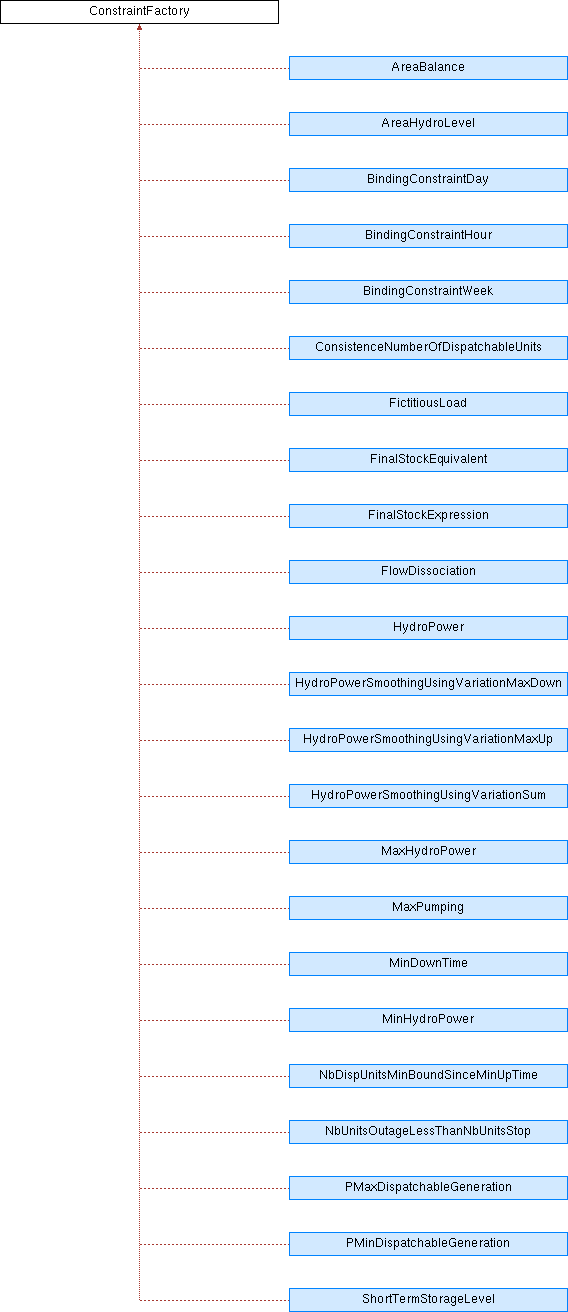 ConstraintFactory
AreaBalance
AreaHydroLevel
BindingConstraintDay
BindingConstraintHour
BindingConstraintWeek
ConsistenceNumberOfDispatchableUnits
FictitiousLoad
FinalStockEquivalent
FinalStockExpression
FlowDissociation
HydroPower
HydroPowerSmoothingUsingVariationMaxDown
HydroPowerSmoothingUsingVariationMaxUp
HydroPowerSmoothingUsingVariationSum
MaxHydroPower
MaxPumping
MinDownTime
MinHydroPower
NbDispUnitsMinBoundSinceMinUpTime
NbUnitsOutageLessThanNbUnitsStop
PMaxDispatchableGeneration
PMinDispatchableGeneration
ShortTermStorageLevel